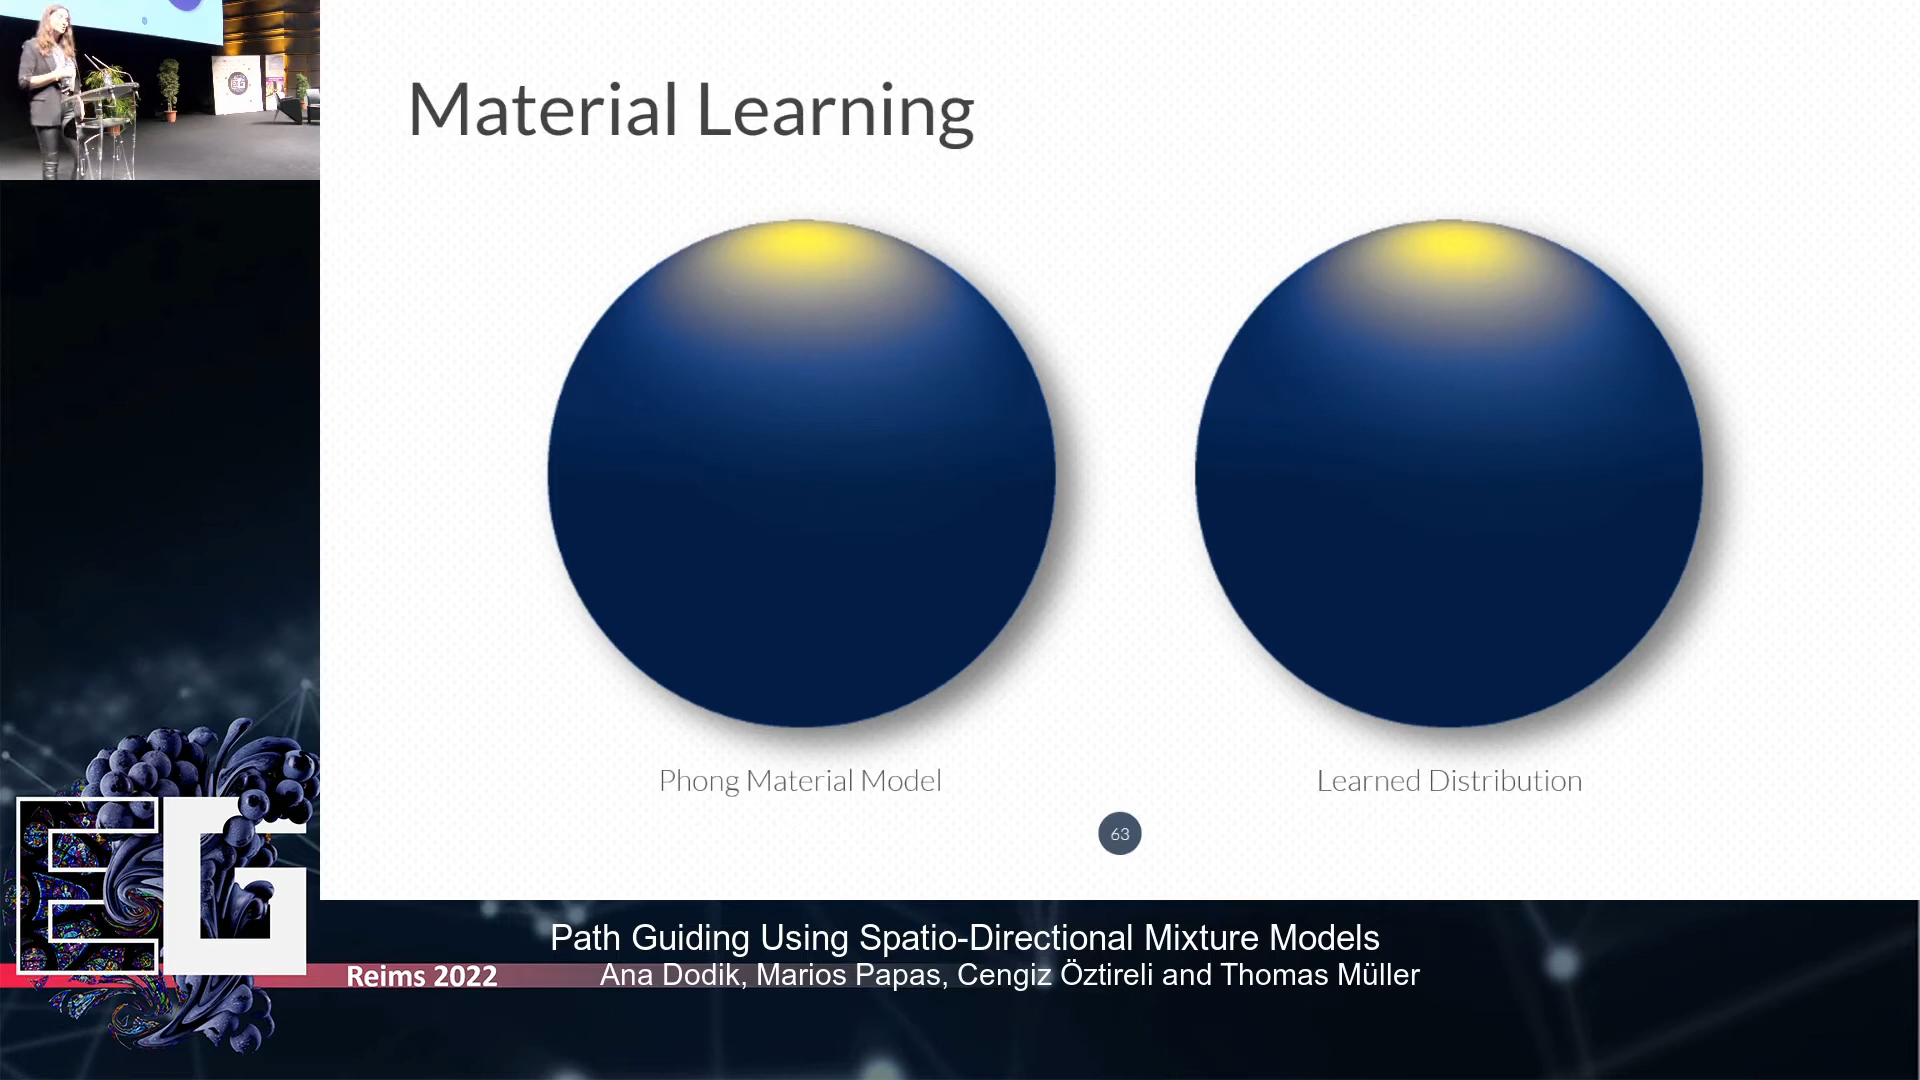 Material Learning
Phong Material Model
Learned Distribution
63
EG
Reims 2022
Path Guiding Using Spatio-Directional Mixture Models
Ana Dodik, Marios Papas, Cengiz Öztireli and Thomas Müller